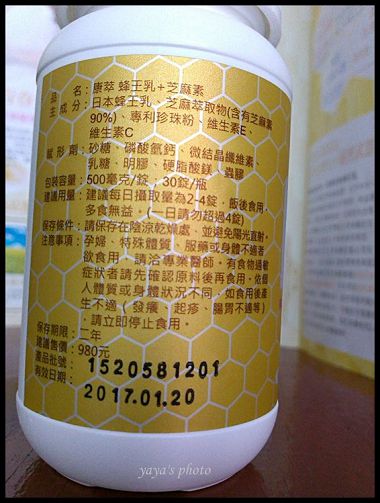 品名：康萃 蜂王乳+芝麻素
主成分：日本蜂王乳、芝麻萃取物(含有芝麻素
90%)、專利珍珠粉、維生素E、
維生素C
賦形劑：砂糖、磷酸氫鈣、微結晶纖維素、
乳糖、明膠、硬脂酸鎂、蟲膠
包裝容量：500毫克/錠，30錠/瓶
建議用量：建議每日攝取量為2-4錠，飯後食用，
多食無益。（一日請勿超過4錠）
保存條件：請保存在陰涼乾燥處，並避免陽光直射。
注意事項：孕婦、特殊體質、服藥或身體不適者
飲食用，請洽專業醫師。有食物過敏
症狀者請先確認原料後再食用。依個
人體質或身體狀況不同，如食用後產
生不適（發癢、起疹、腸胃不適等）
，請立即停止食用。
保存期限：二年
建議售價：980元
產品批號：1520581201
有效日期：2017.01.20
yaya's photo